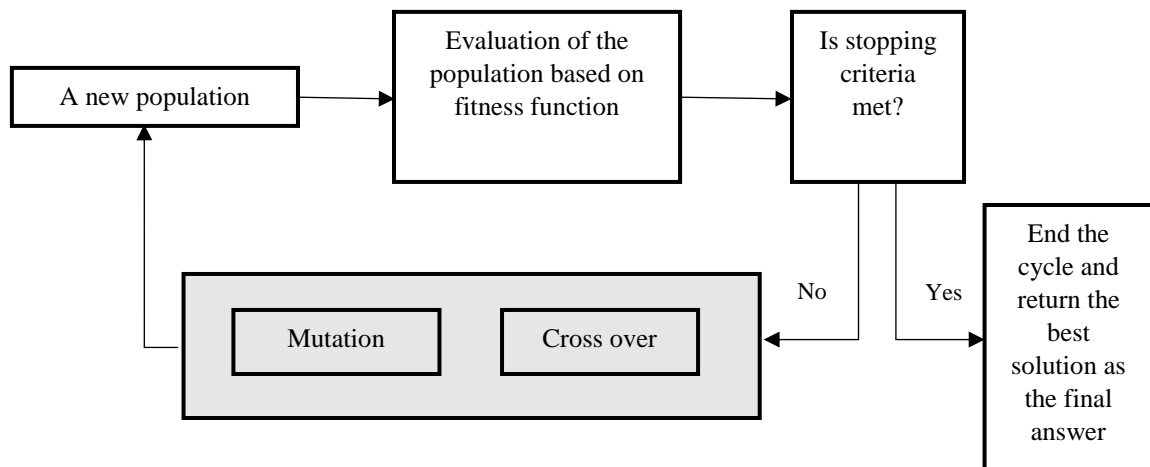 A new population
Evaluation of the
population based on
fitness function
Is stopping
criteria
met?
No
Yes
Mutation
Cross over
End the
cycle and
return the
best
solution as
the final
answer